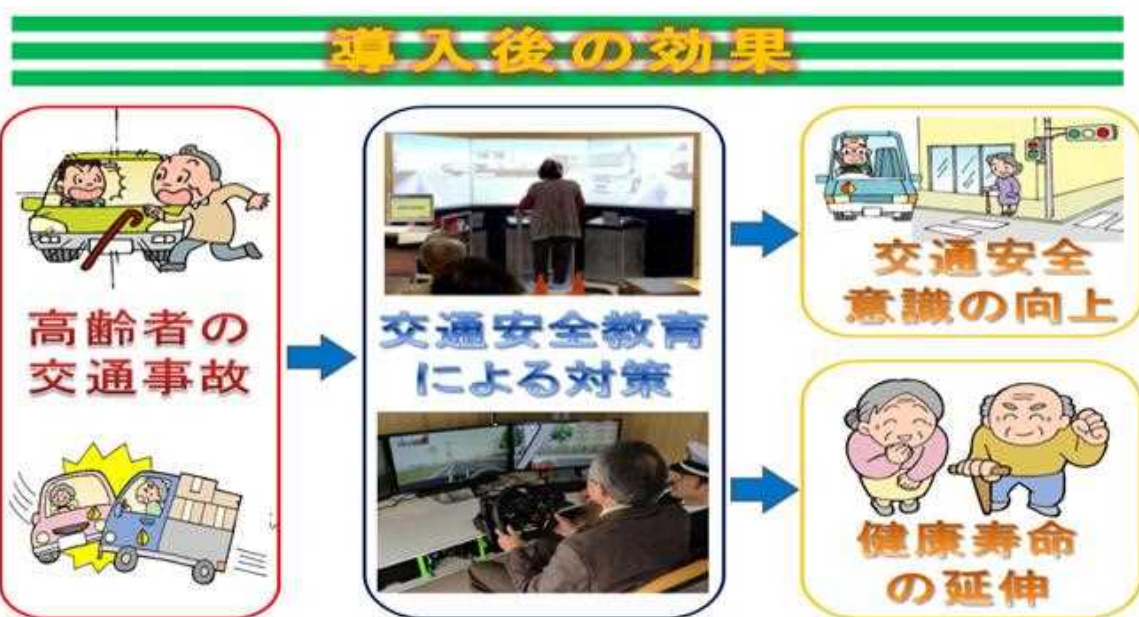 導入後の効果
高齢者の
交通事故
交通安全教育
による対策
交通安全
意識の向上
健康寿命
の延伸